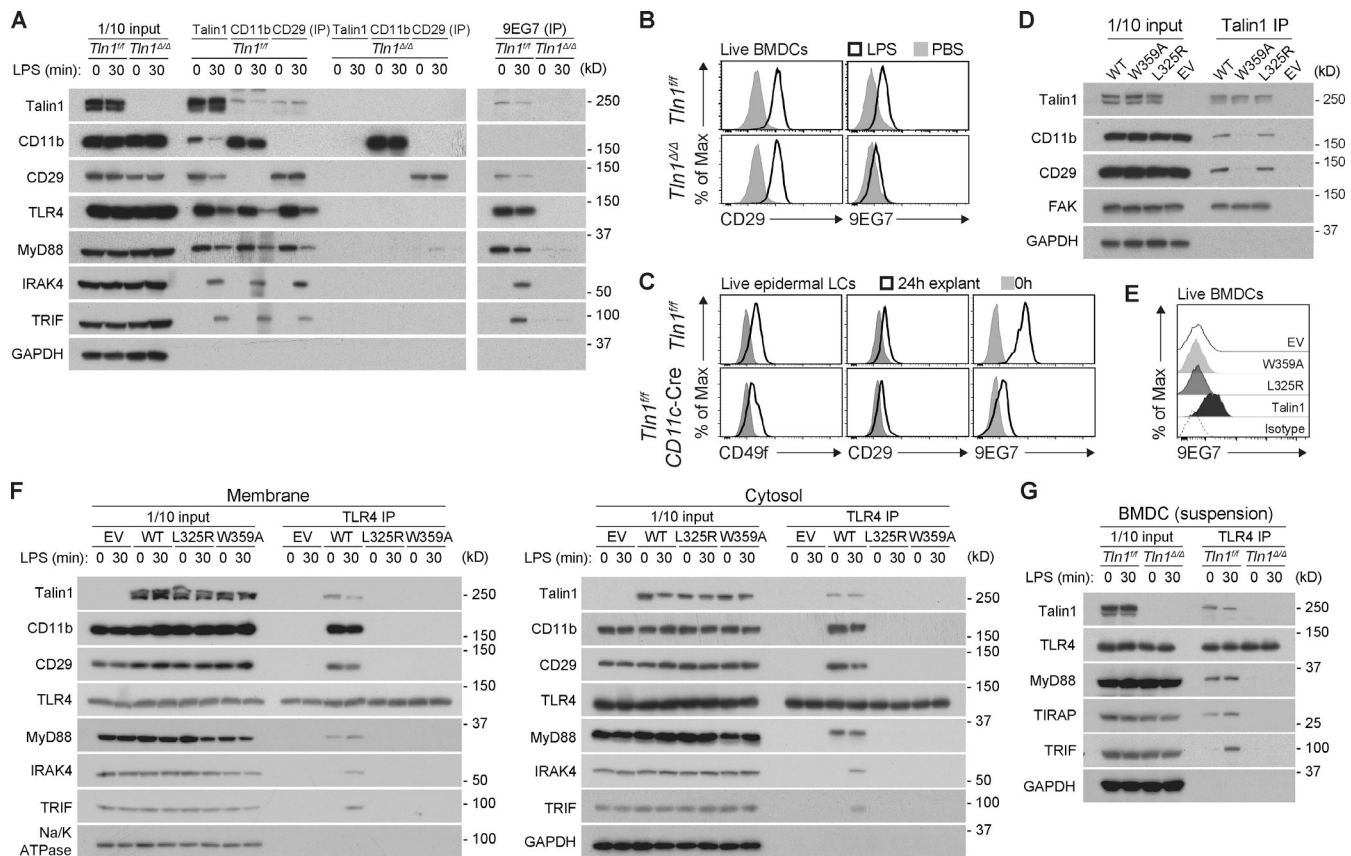 A
1/10 input
Talin1 CD11b CD29 (IP)
Talin1 CD11b CD29 (IP)
9EG7 (IP)
Tln1f/f Tln1Δ/Δ
Tln1f/f
Tln1Δ/Δ
Tln1f/f Tln1Δ/Δ
LPS (min): 0 30 0 30 0 30 0 30 0 30 0 30 0 30 0 30 0 30 0 30 (kD)
Talin1 - 250
CD11b - 150
CD29 - 150
TLR4 - 150
MyD88 - 37
IRAK4 - 50
TRIF - 100
GAPDH - 37
B
Live BMDCs LPS PBS
Tln1f/f
Tln1Δ/Δ
% of Max
CD29 9EG7
C
Live epidermal LCs 24h explant 0h
Tln1f/f
Tln1f/f
CD11c-Cre
% of Max
CD49f CD29 9EG7
D
1/10 input Talin1 IP
WT W359A L325R EV WT W359A L325R EV (kD)
Talin1 - 250
CD11b - 150
CD29 - 150
FAK - 150
GAPDH - 37
E
Live BMDCs
% of Max
EV
W359A
L325R
Talin1
Isotype
9EG7
F
Membrane
1/10 input TLR4 IP
EV WT L325R W359A EV WT L325R W359A
LPS (min): 0 30 0 30 0 30 0 30 0 30 0 30 0 30 0 30 (kD)
Talin1 - 250
CD11b - 150
CD29 - 150
TLR4 - 150
MyD88 - 37
IRAK4 - 50
TRIF - 100
Na/K
ATPase - 100
Cytosol
1/10 input TLR4 IP
EV WT L325R W359A EV WT L325R W359A
LPS (min): 0 30 0 30 0 30 0 30 0 30 0 30 0 30 0 30 (kD)
Talin1 - 250
CD11b - 150
CD29 - 150
TLR4 - 150
MyD88 - 37
IRAK4 - 50
TRIF - 100
GAPDH - 37
G
BMDC (suspension)
1/10 input TLR4 IP
Tln1f/f Tln1Δ/Δ Tln1f/f Tln1Δ/Δ
LPS (min): 0 30 0 30 0 30 0 30 (kD)
Talin1 - 250
TLR4 - 150
MyD88 - 37
TIRAP - 25
TRIF - 100
GAPDH - 37